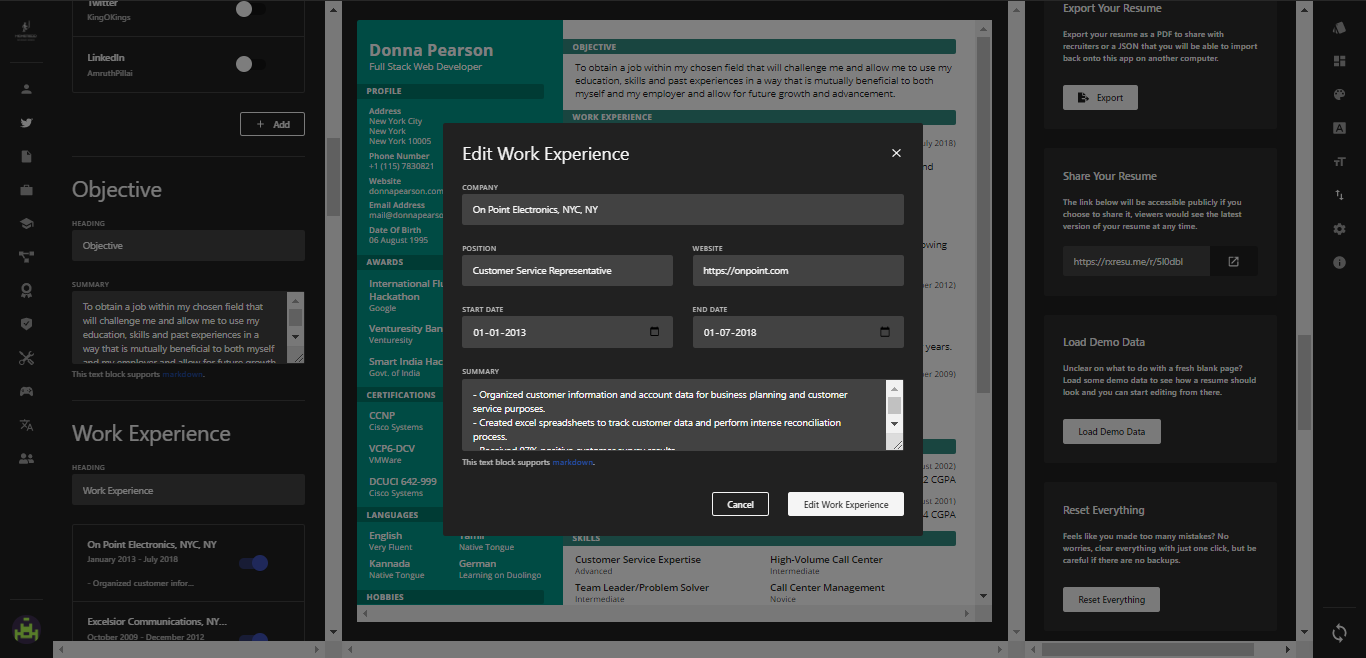 Twitter
KingOKings
LinkedIn
AmruthPillai
+ Add
Objective
HEADING
Objective
SUMMARY
To obtain a job within my chosen field that
will challenge me and allow me to use my
education, skills and past experiences in a
way that is mutually beneficial to both myself
and my employer and allow for future growth
This text block supports markdown.
Work Experience
HEADING
Work Experience
On Point Electronics, NYC, NY
January 2013 - July 2018
- Organized customer infor...
Excelsior Communications, NY...
October 2009 - December 2012
Donna Pearson
Full Stack Web Developer
PROFILE
Address
New York City
New York
New York 10005
Phone Number
+1 (115) 7830821
Website
donnapearson.com
Email Address
mail@donnapearso
Date Of Birth
06 August 1995
AWARDS
International Flu
Hackathon
Google
Venturesity Ban
Venturesity
Smart India Hac
Govt. of India
CERTIFICATIONS
CCNP
Cisco Systems
VCP6-DCV
VMWare
DCUCI 642-999
Cisco Systems
LANGUAGES
English
Very Fluent
Tamil
Native Tongue
Kannada
Native Tongue
German
Learning on Duolingo
HOBBIES
OBJECTIVE
To obtain a job within my chosen field that will challenge me and allow me to use my
education, skills and past experiences in a way that is mutually beneficial to both
myself and my employer and allow for future growth and advancement.
WORK EXPERIENCE
uly 2018)
nd
owing
er 2012)
years.
er 2009)
ust 2002)
2 CGPA
ust 2001)
4 CGPA
SKILLS
Customer Service Expertise
Advanced
High-Volume Call Center
Intermediate
Team Leader/Problem Solver
Intermediate
Call Center Management
Novice
Edit Work Experience
COMPANY
On Point Electronics, NYC, NY
POSITION
Customer Service Representative
WEBSITE
https://onpoint.com
START DATE
01-01-2013
END DATE
01-07-2018
SUMMARY
- Organized customer information and account data for business planning and customer
service purposes.
- Created excel spreadsheets to track customer data and perform intense reconciliation
process.
- Received 97% positive customer survey results.
This text block supports markdown.
Cancel
Edit Work Experience
Export Your Resume
Export your resume as a PDF to share with
recruiters or a JSON that you will be able to import
back onto this app on another computer.
Export
Share Your Resume
The link below will be accessible publicly if you
choose to share it, viewers would see the latest
version of your resume at any time.
https://rxresu.me/r/5I0dbI
Load Demo Data
Unclear on what to do with a fresh blank page?
Load some demo data to see how a resume should
look and you can start editing from there.
Load Demo Data
Reset Everything
Feels like you made too many mistakes? No
worries, clear everything with just one click, but be
careful if there are no backups.
Reset Everything